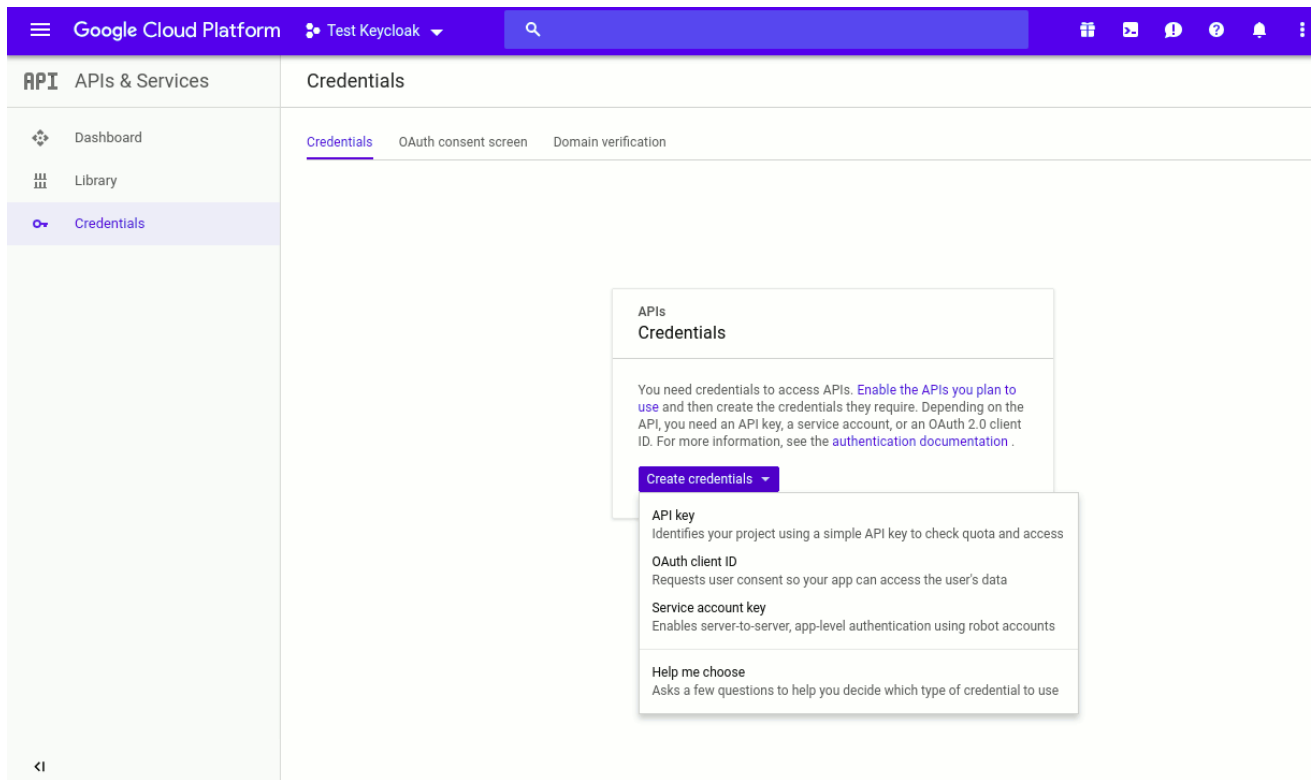 Google Cloud Platform
Test Keycloak
API APIs & Services
Credentials
Dashboard
Library
Credentials
Credentials
OAuth consent screen
Domain verification
APIs
Credentials
You need credentials to access APIs. Enable the APIs you plan to
use and then create the credentials they require. Depending on the
API, you need an API key, a service account, or an OAuth 2.0 client
ID. For more information, see the authentication documentation .
Create credentials
API key
Identifies your project using a simple API key to check quota and access
OAuth client ID
Requests user consent so your app can access the user's data
Service account key
Enables server-to-server, app-level authentication using robot accounts
Help me choose
Asks a few questions to help you decide which type of credential to use